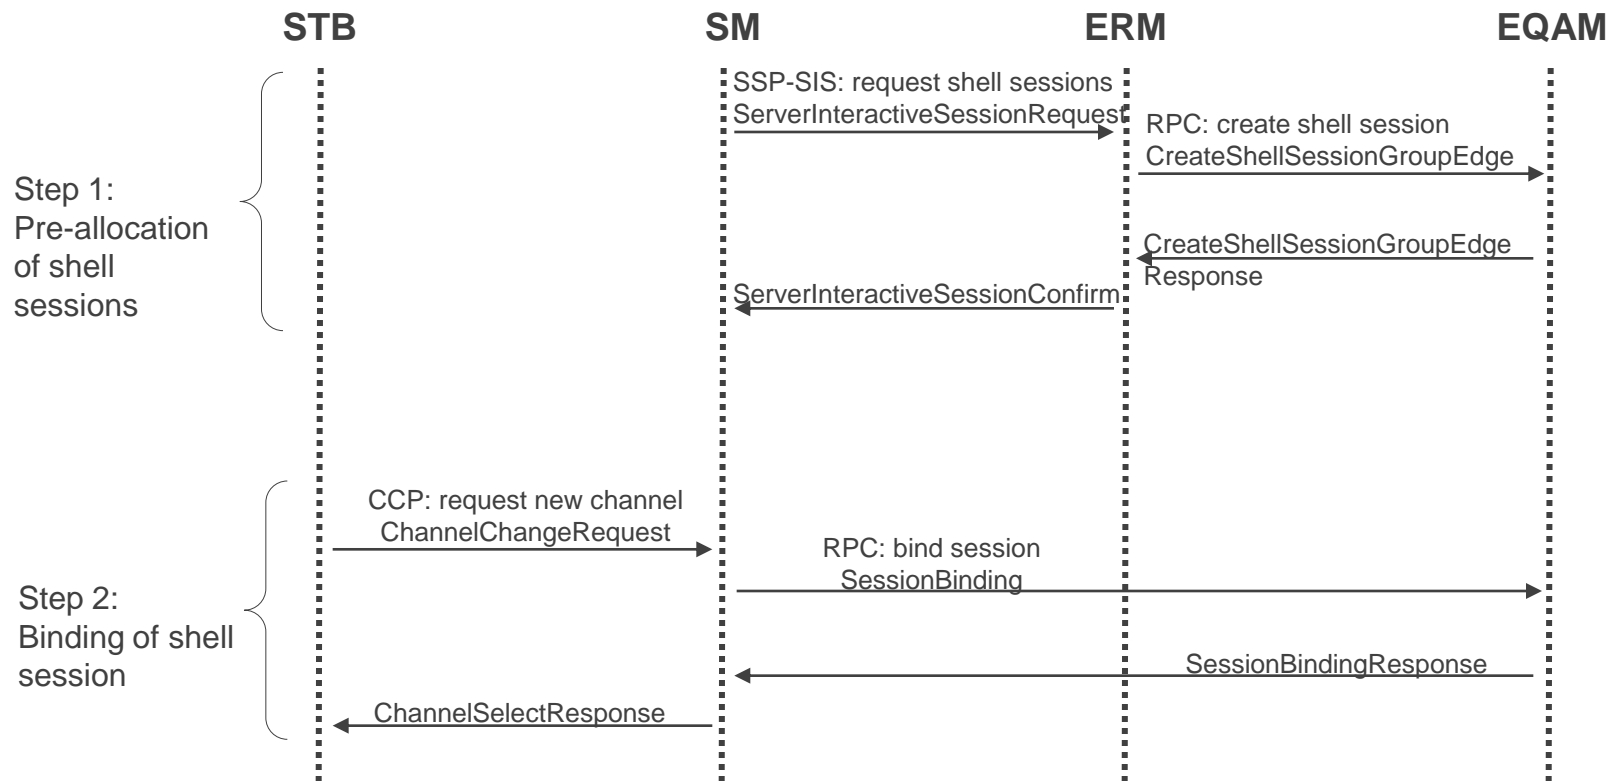 STB SM ERM EQAM
SSP-SIS: request shell sessions
ServerInteractiveSessionRequest
RPC: create shell session
CreateShellSessionGroupEdge
Step 1:
Pre-allocation
of shell
sessions
CreateShellSessionGroupEdge
Response
ServerInteractiveSessionConfirm
CCP: request new channel
ChannelChangeRequest
RPC: bind session
SessionBinding
Step 2:
Binding of shell
session
SessionBindingResponse
ChannelSelectResponse